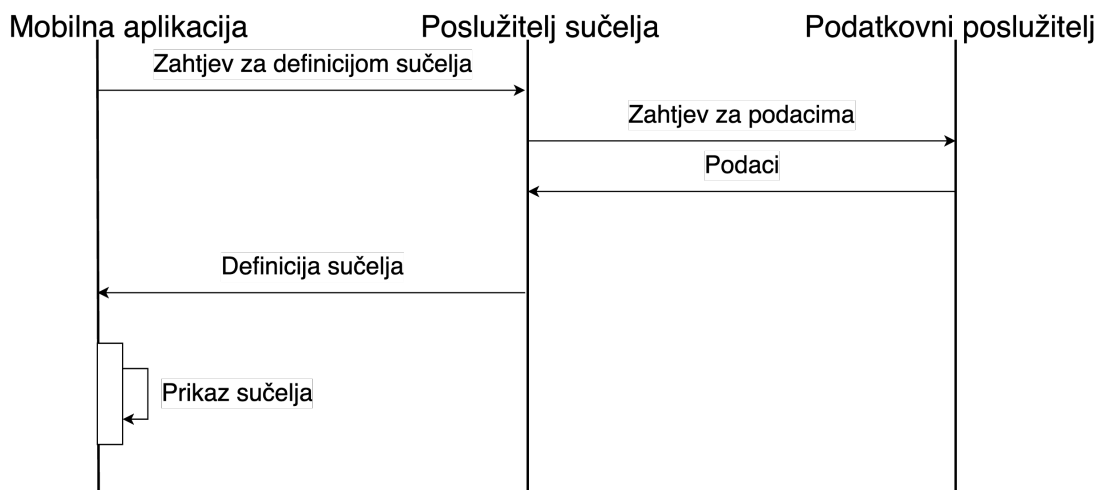 Mobilna aplikacija
Poslužitelj sučelja
Podatkovni poslužitelj
Zahtjev za definicijom sučelja
Zahtjev za podacima
Podaci
Definicija sučelja
Prikaz sučelja